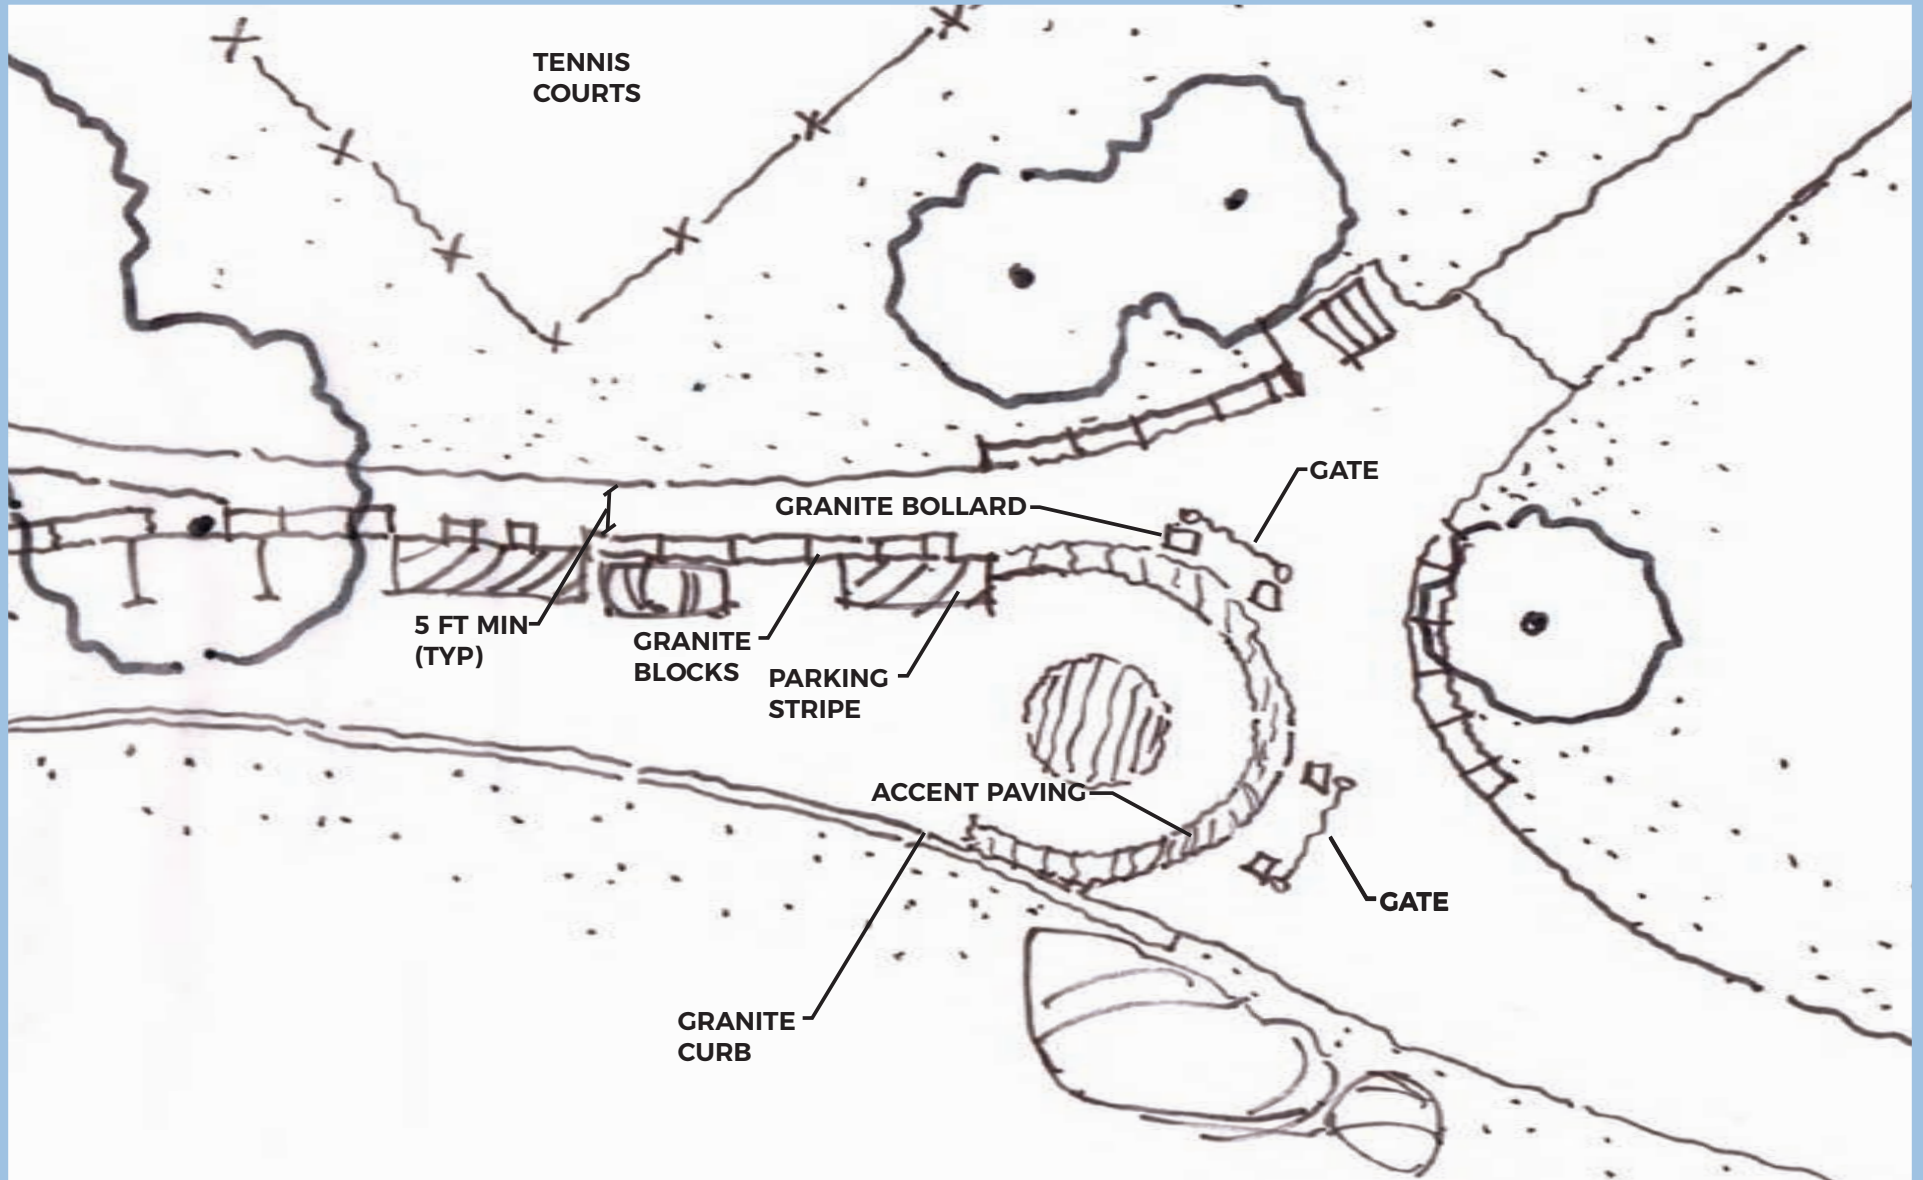 TENNIS
COURTS
GATE
GRANITE BOLLARD
5 FT MIN
(TYP)
GRANITE
BLOCKS
PARKING
STRIPE
ACCENT PAVING
GATE
GRANITE
CURB